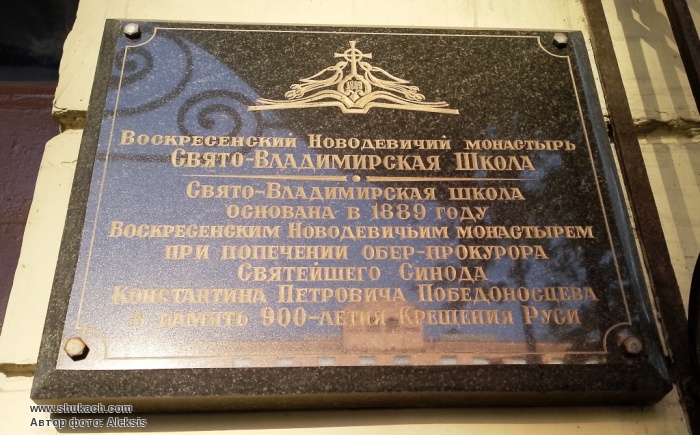 1889
Воскресенский Новодевичий монастырь
Свято-Владимирская Школа
Свято-Владимирская школа
основана в 1889 году
Воскресенским Новодевичьим монастырем
при попечении обер-прокурора
Святейшего Синода
Константина Петровича Победоносцева
в память 900-летия Крещения Руси
www.shukach.com
Автор фото: Aleksis